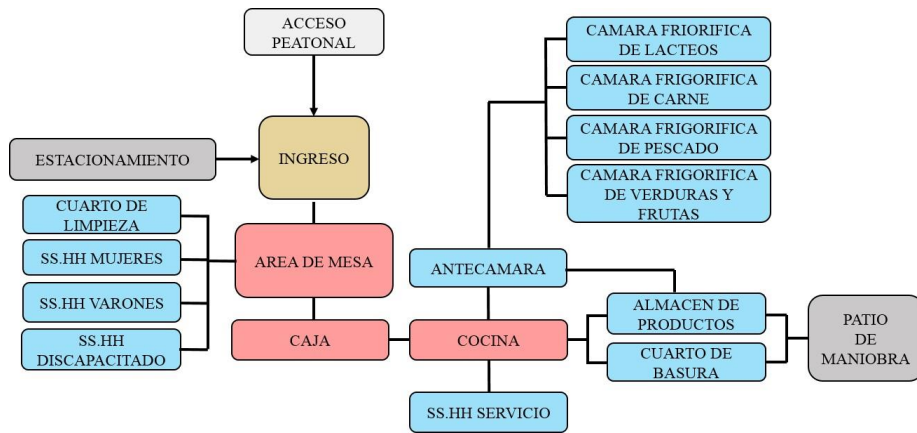 ACCESO
PEATONAL
CAMARA FRIORIFICA
DE LACTEOS
CAMARA FRIGORIFICA
DE CARNE
CAMARA FRIGORIFICA
DE PESCADO
CAMARA FRIGORIFICA
DE VERDURAS Y
FRUTAS
ESTACIONAMIENTO
INGRESO
CUARTO DE
LIMPIEZA
SS.HH MUJERES
SS.HH VARONES
SS.HH
DISCAPACITADO
AREA DE MESA
ANTECAMARA
CAJA
COCINA
ALMACEN DE
PRODUCTOS
CUARTO DE
BASURA
PATIO
DE
MANIOBRA
SS.HH SERVICIO